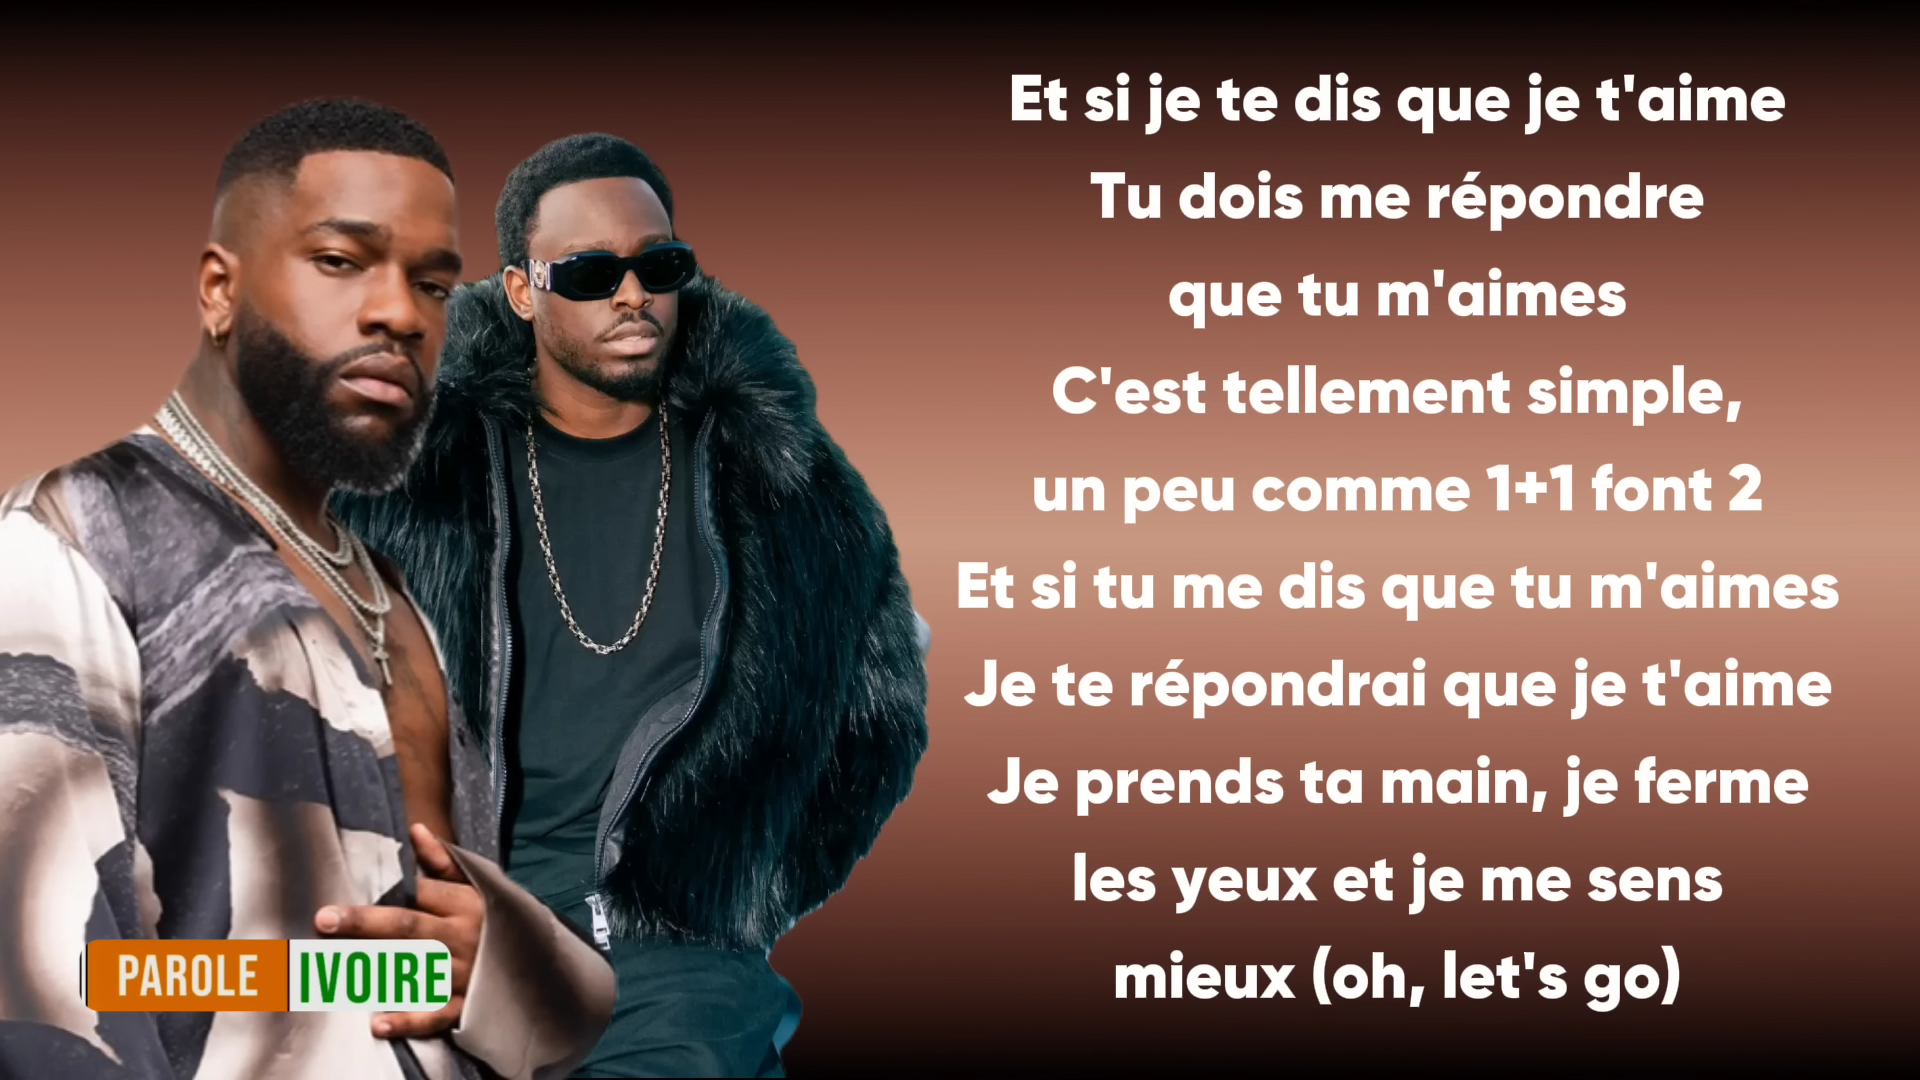 Et si je te dis que je t'aime
Tu dois me répondre
que tu m'aimes
C'est tellement simple,
un peu comme 1+1 font 2
Et si tu me dis que tu m'aimes
Je te répondrai que je t'aime
Je prends ta main, je ferme
les yeux et je me sens
mieux (oh, let's go)
PAROLE IVOIRE